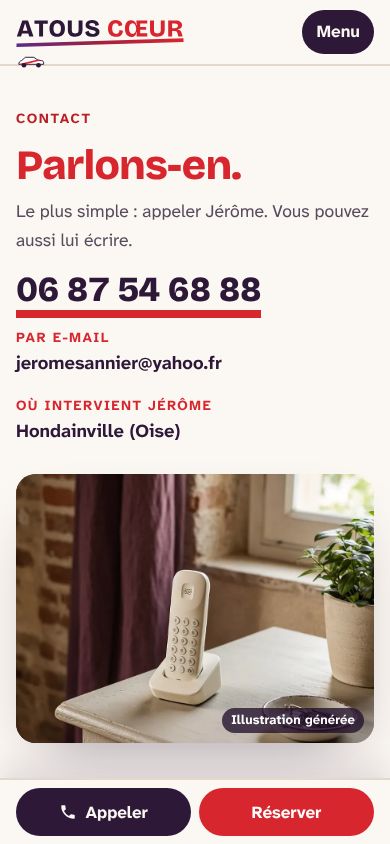 ATOUS CŒUR
Menu
CONTACT
Parlons-en.
Le plus simple : appeler Jérôme. Vous pouvez
aussi lui écrire.
06 87 54 68 88
PAR E-MAIL
jeromesannier@yahoo.fr
OÙ INTERVIENT JÉRÔME
Hondainville (Oise)
Illustration générée
Appeler
Réserver